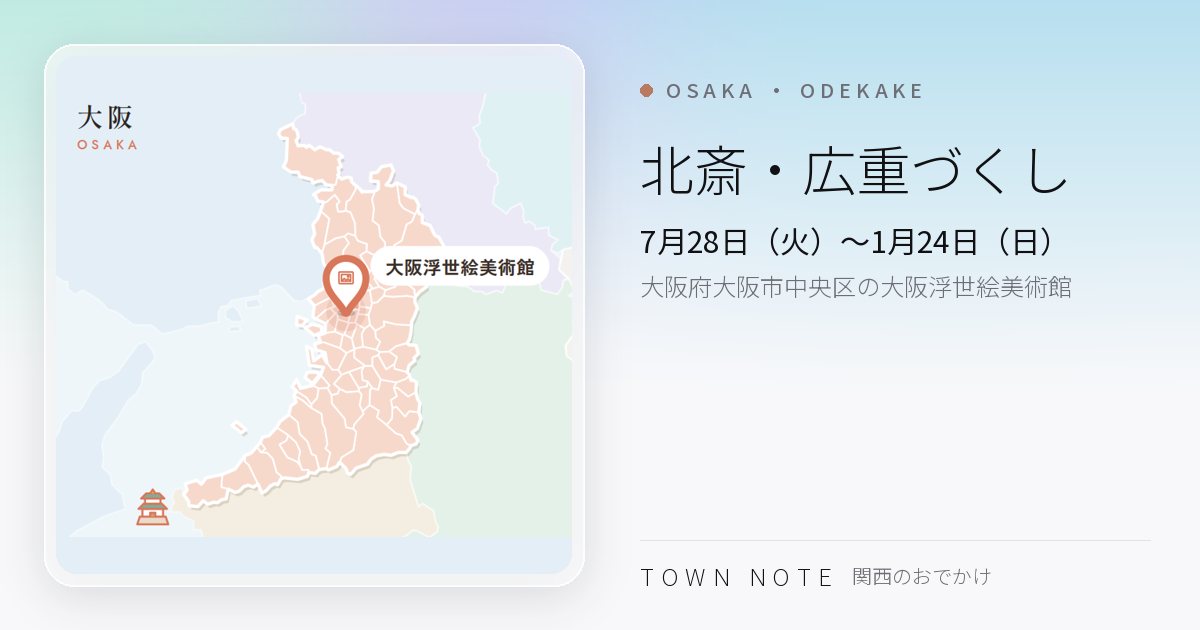 大阪
OSAKA
大阪浮世絵美術館
OSAKA・ODEKAKE
北斎・広重づくし
7月28日（火）〜1月24日（日）
大阪府大阪市中央区の大阪浮世絵美術館
TOWN NOTE 関西のおでかけ